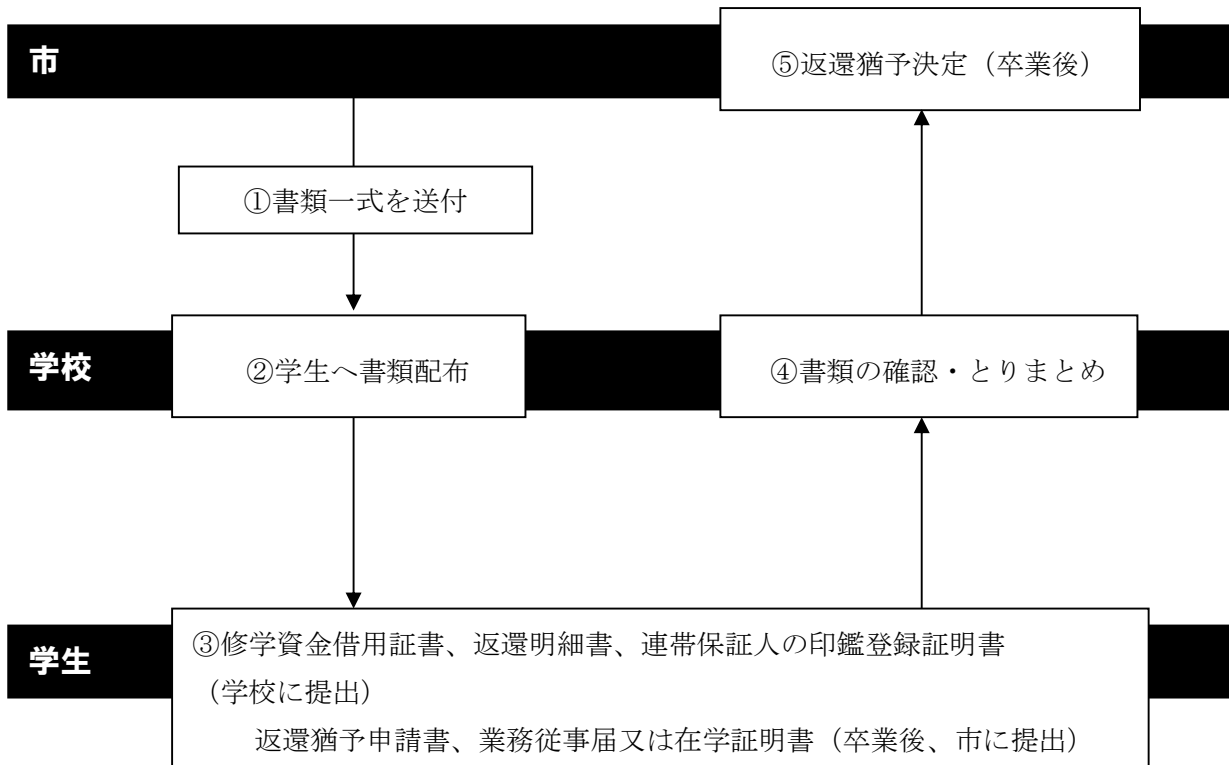 市
⑤返還猶予決定（卒業後）
①書類一式を送付
学校
②学生へ書類配布
④書類の確認・とりまとめ
学生
③修学資金借用証書、返還明細書、連帯保証人の印鑑登録証明書
（学校に提出）
返還猶予申請書、業務従事届又は在学証明書（卒業後、市に提出）